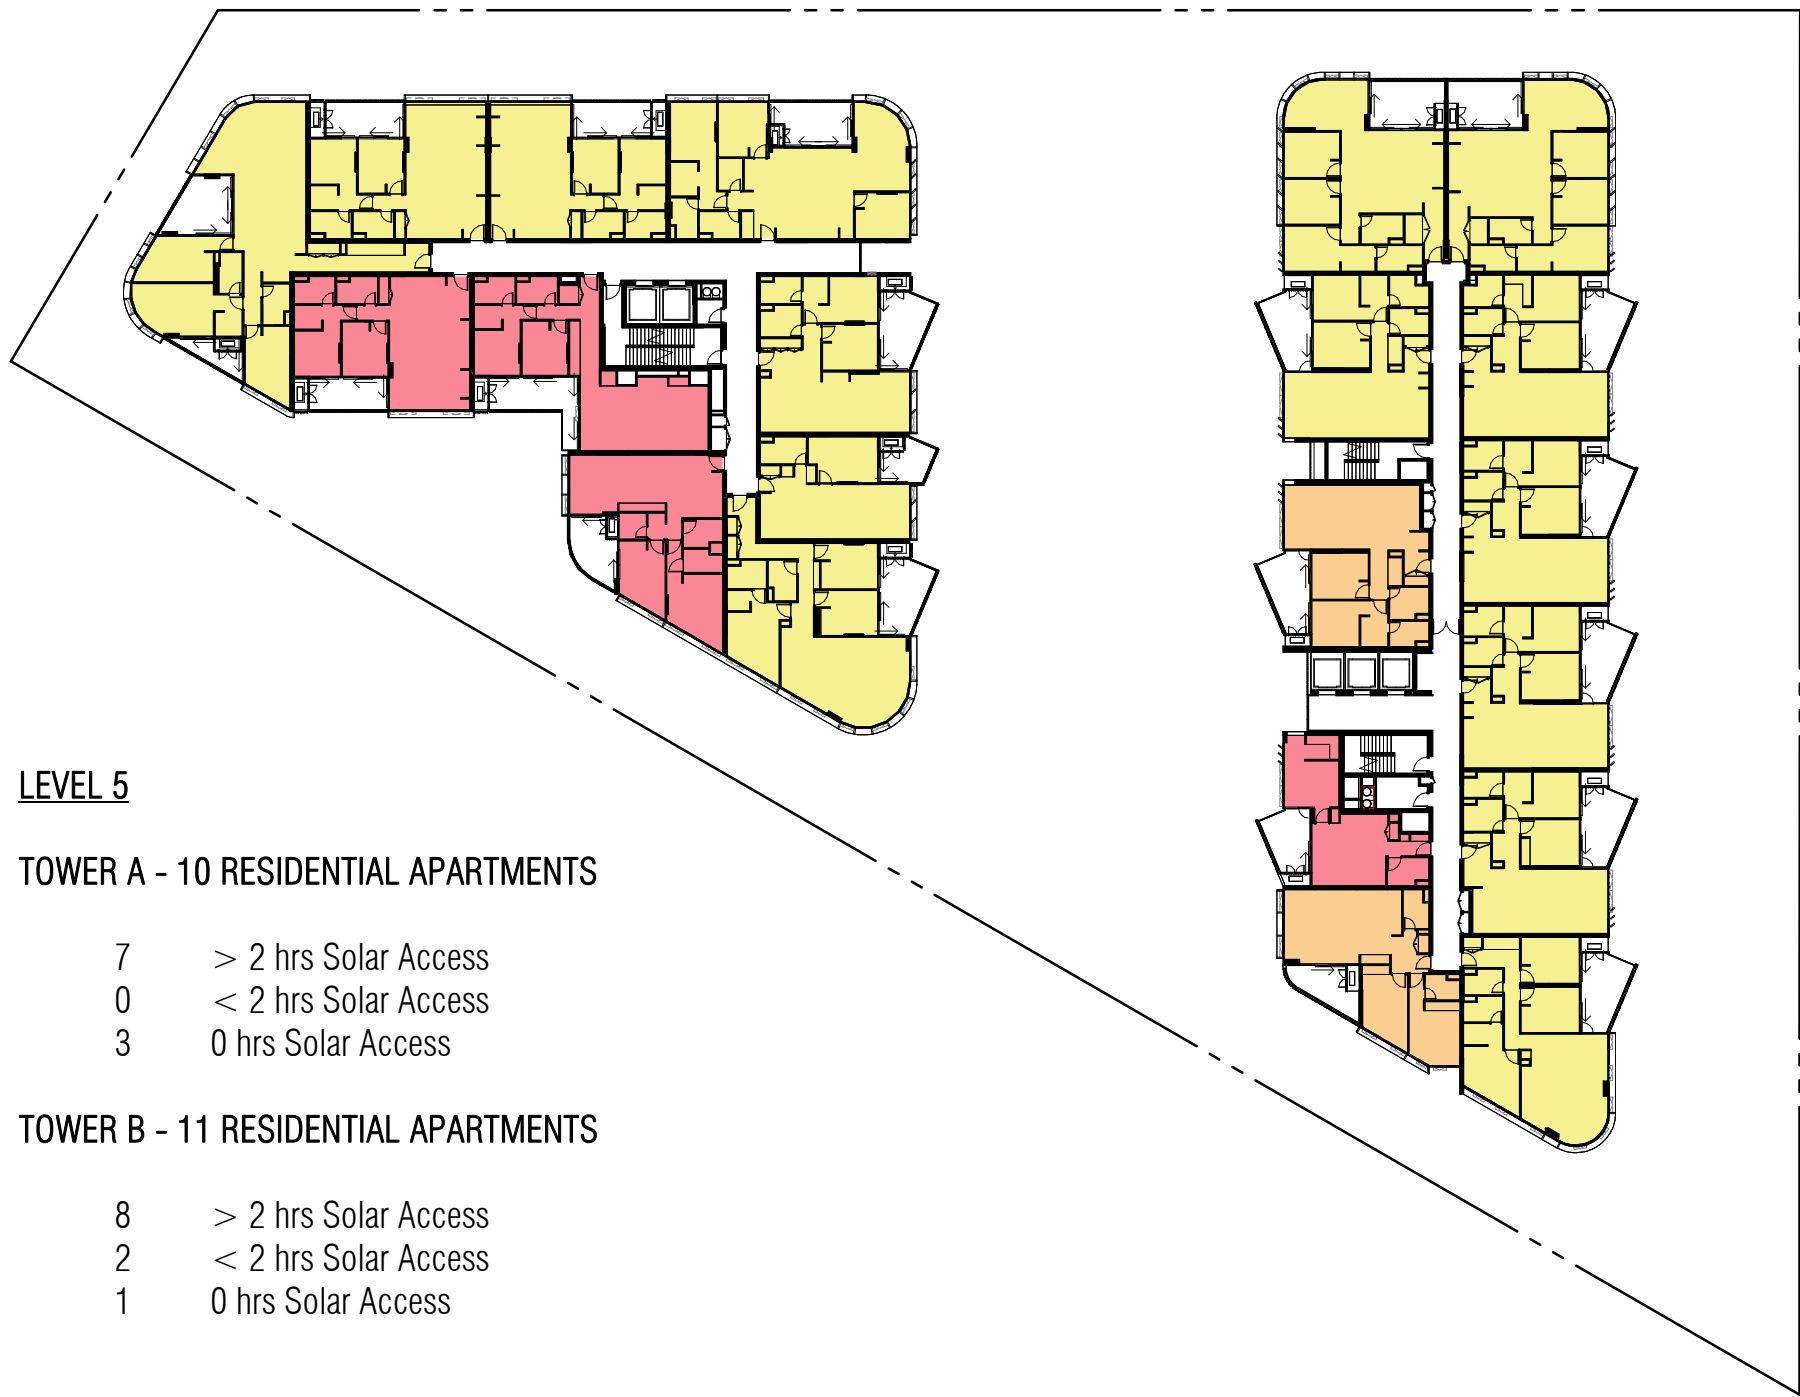 LEVEL 5
TOWER A - 10 RESIDENTIAL APARTMENTS
7 > 2 hrs Solar Access
0 < 2 hrs Solar Access
3 0 hrs Solar Access
TOWER B - 11 RESIDENTIAL APARTMENTS
8 > 2 hrs Solar Access
2 < 2 hrs Solar Access
1 0 hrs Solar Access